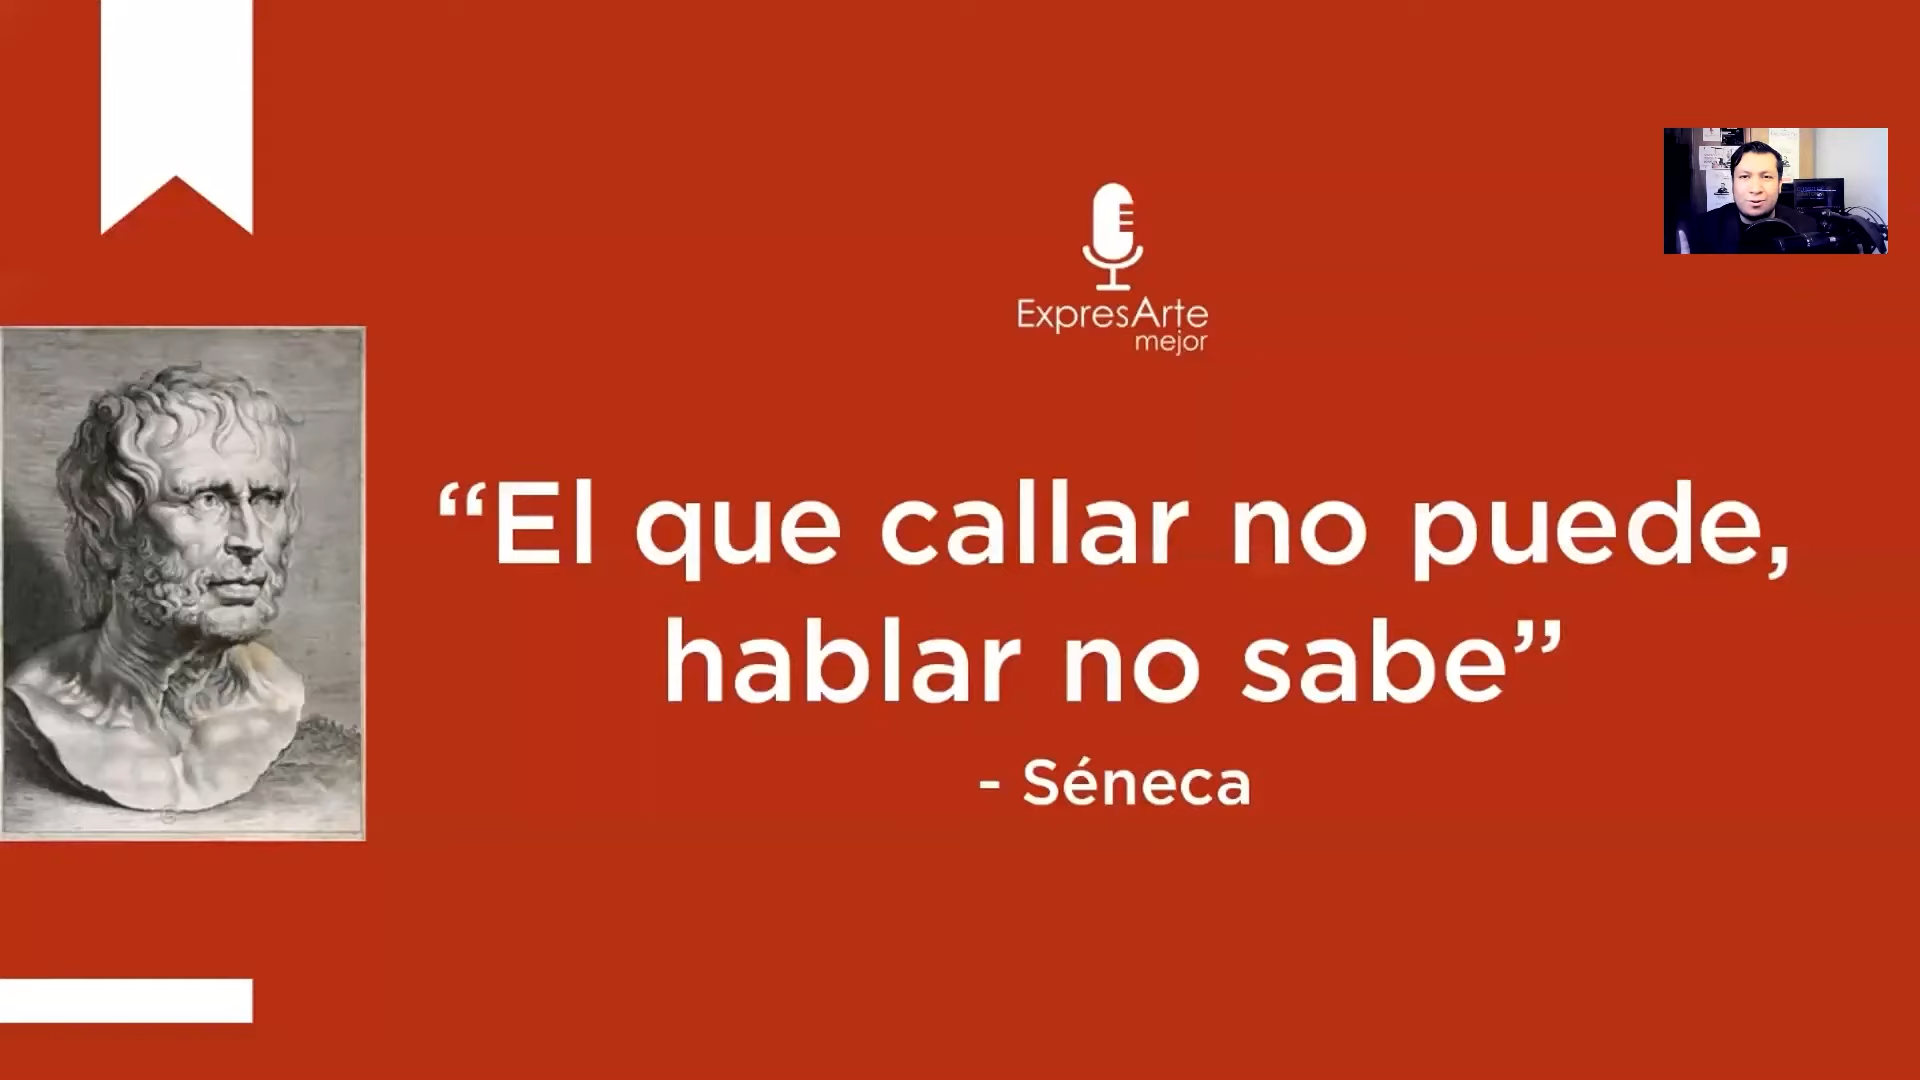 ExpresArte
mejor
“El que callar no puede,
hablar no sabe”
- Séneca